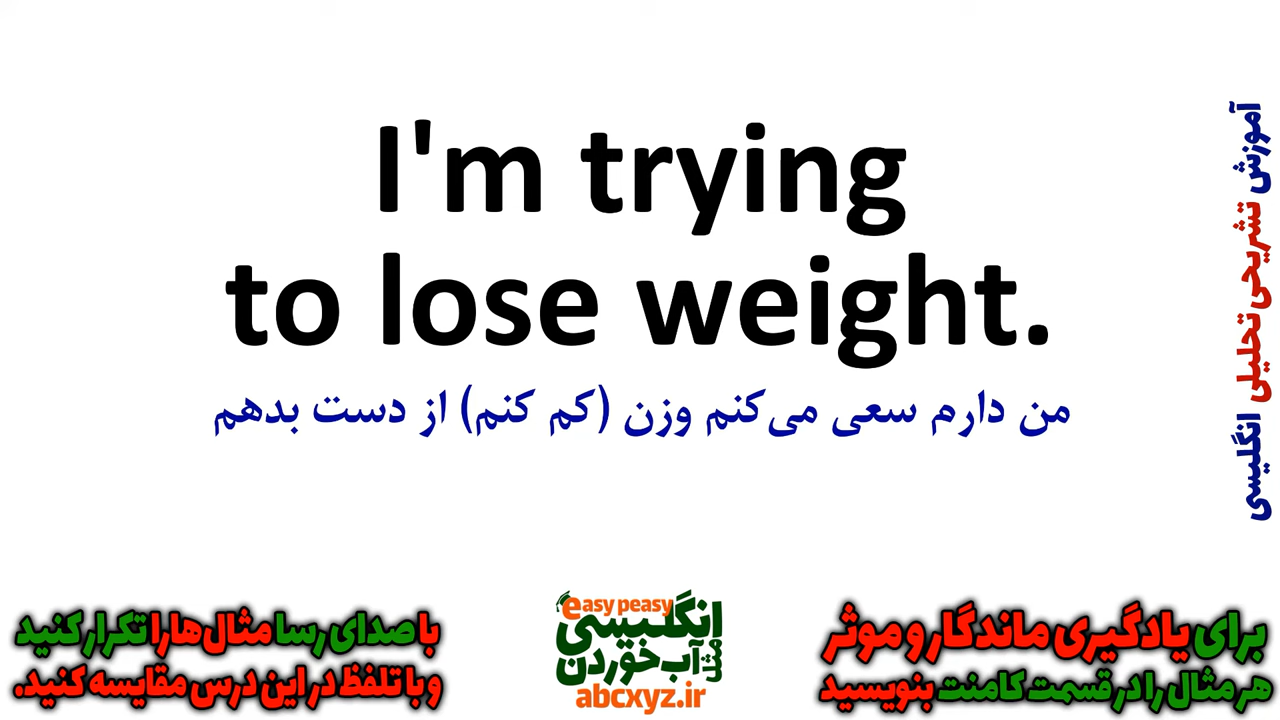 I'm trying
to lose weight.
من دارم سعی می‌کنم وزن (کم کنم) از دست بدهم
آموزش تشریحی تحلیلی انگلیسی
با صدای رسا مثال‌ها را تکرار کنید
و با تلفظ در این درس مقایسه کنید.
easy peasy
انگلیسی
مثل آب خوردن
abcxyz.ir
برای یادگیری ماندگار و موثر
هر مثال را در قسمت کامنت بنویسید